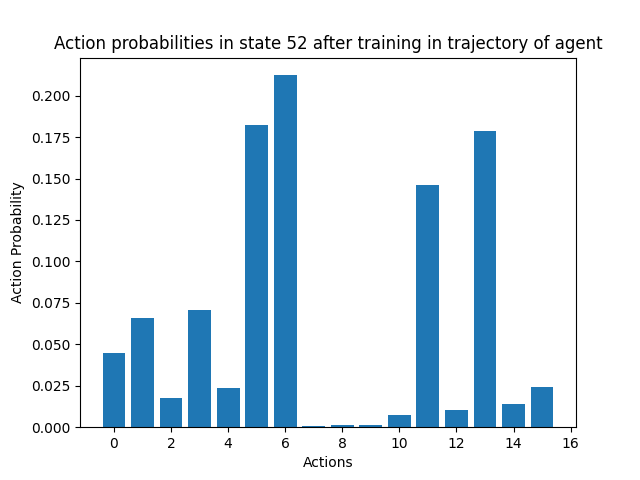 Action probabilities in state 52 after training in trajectory of agent
0.200
0.175
0.150
0.125
0.100
0.075
0.050
0.025
0.000
Action Probability
0 2 4 6 8 10 12 14 16
Actions